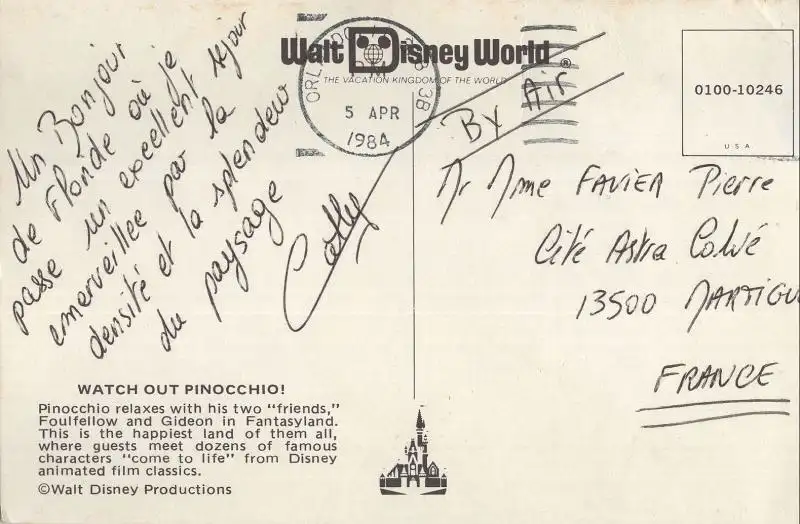 Walt Disney World®
THE VACATION KINGDOM OF THE WORLD
5 APR
1984
By Air
0100-10246
USA
Un Bonjour
de Floride où je
passe un excellent séjour
emerveillée par la
densité et la splendeur
du paysage
Cathy
Mr Mme FAVIER Pierre
Cité Astra
13500 MARTIGU
FRANCE
WATCH OUT PINOCCHIO!
Pinocchio relaxes with his two "friends,"
Foulfellow and Gideon in Fantasyland.
This is the happiest land of them all,
where guests meet dozens of famous
characters "come to life" from Disney
animated film classics.
©Walt Disney Productions